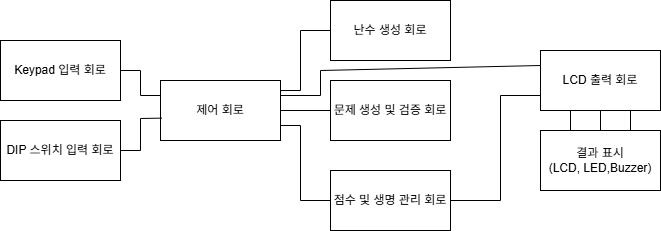 난수 생성 회로
Keypad 입력 회로
LCD 출력 회로
제어 회로
문제 생성 및 검증 회로
DIP 스위치 입력 회로
결과 표시
(LCD, LED,Buzzer)
점수 및 생명 관리 회로